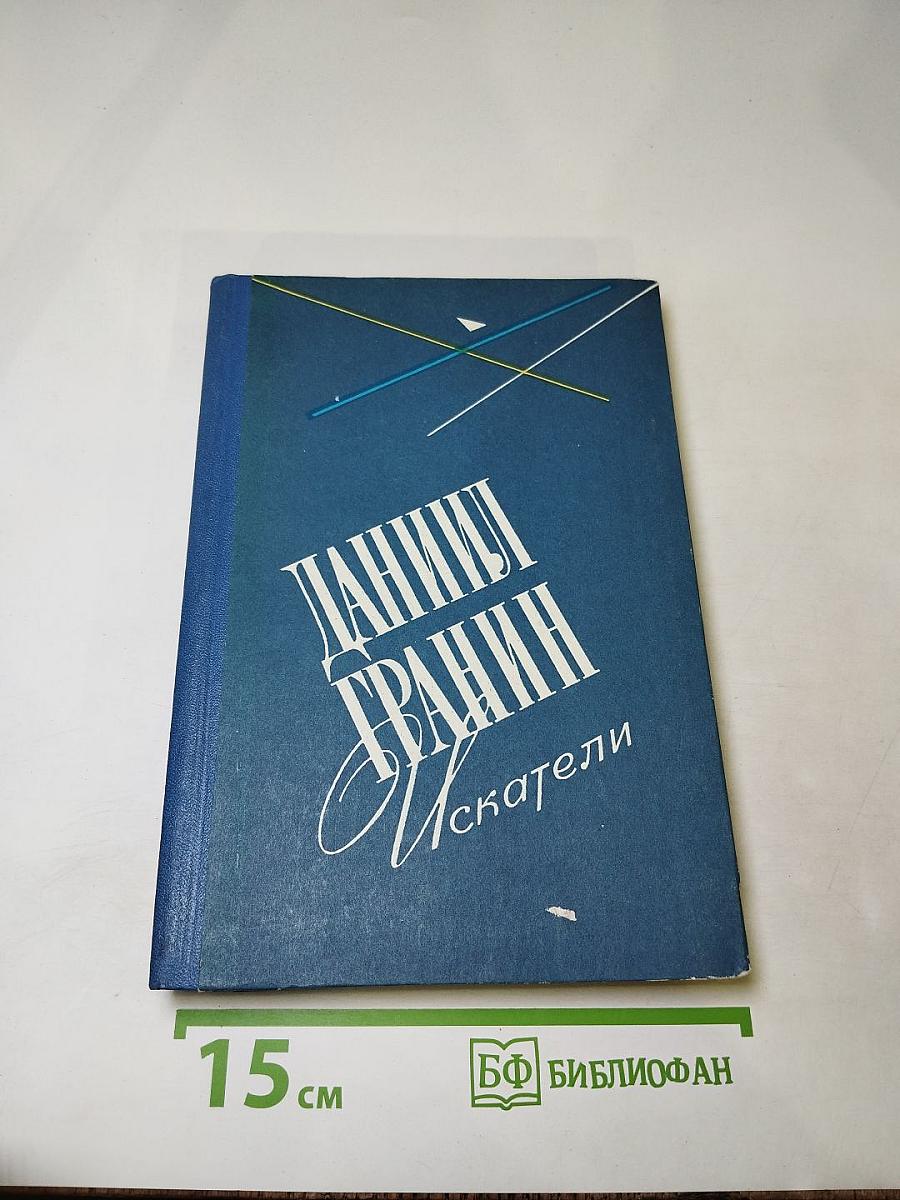 ДАНИИЛ
ГРАНИН
Искатели
15 см
БФ БИБЛИОФАН